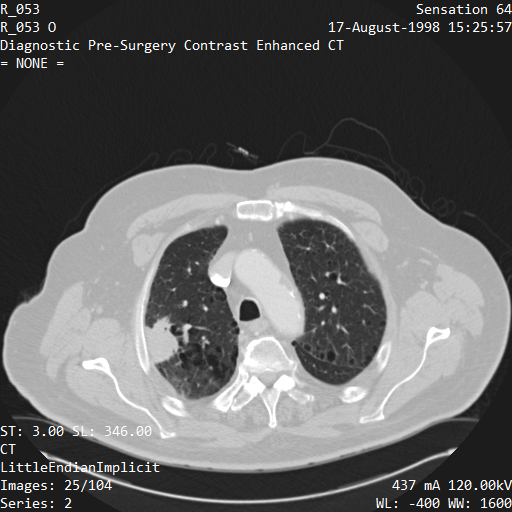 R_053
Sensation 64
R_053 O
17-August-1998 15:25:57
Diagnostic Pre-Surgery Contrast Enhanced CT
= NONE =
ST: 3.00 SL: 346.00
CT
LittleEndianImplicit
Images: 25/104
437 mA 120.00kV
Series: 2
WL: -400 WW: 1600